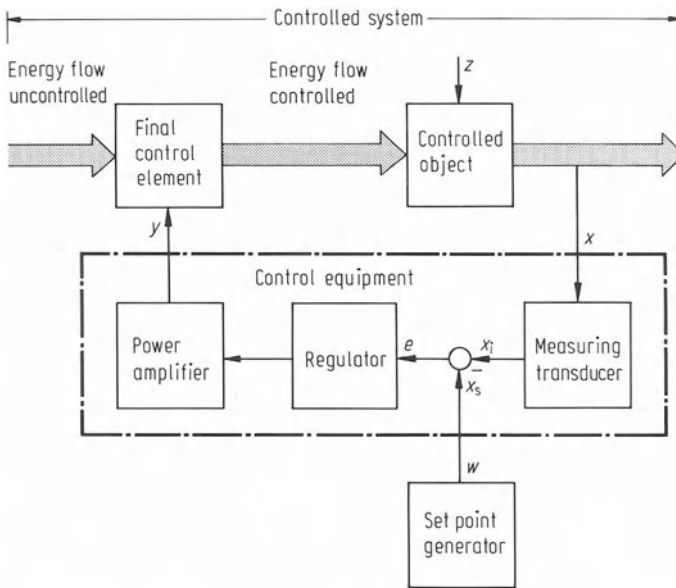 Controlled system
Energy flow
uncontrolled
Energy flow
controlled
z
Final
control
element
Controlled
object
y
x
Control equipment
Power
amplifier
Regulator
e
xᵢ
−
xₛ
Measuring
transducer
w
Set point
generator